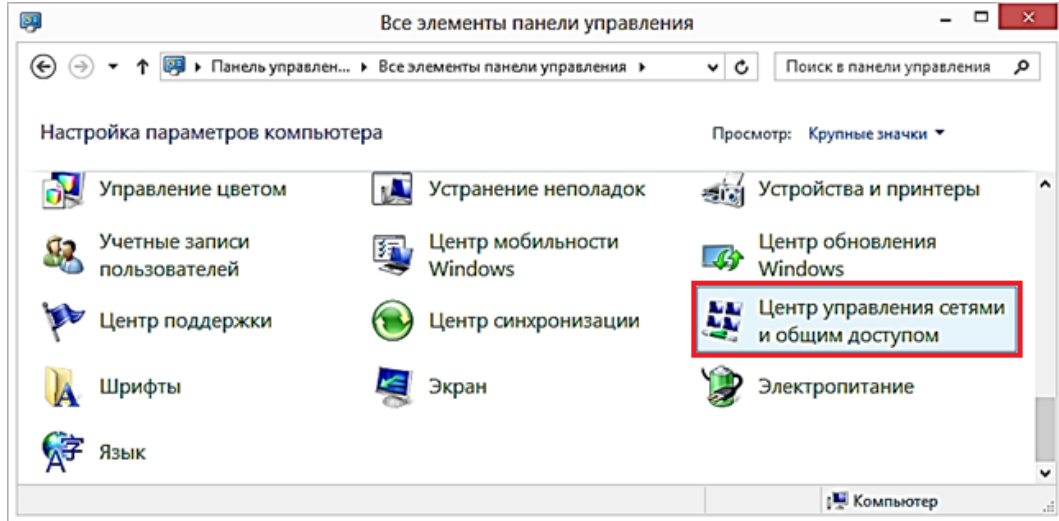 Все элементы панели управления
Панель управлен... Все элементы панели управления
Поиск в панели управления
Настройка параметров компьютера
Просмотр: Крупные значки
Управление цветом
Устранение неполадок
Устройства и принтеры
Учетные записи
пользователей
Центр мобильности
Windows
Центр обновления
Windows
Центр поддержки
Центр синхронизации
Центр управления сетями
и общим доступом
Шрифты
Экран
Электропитание
Язык
Компьютер